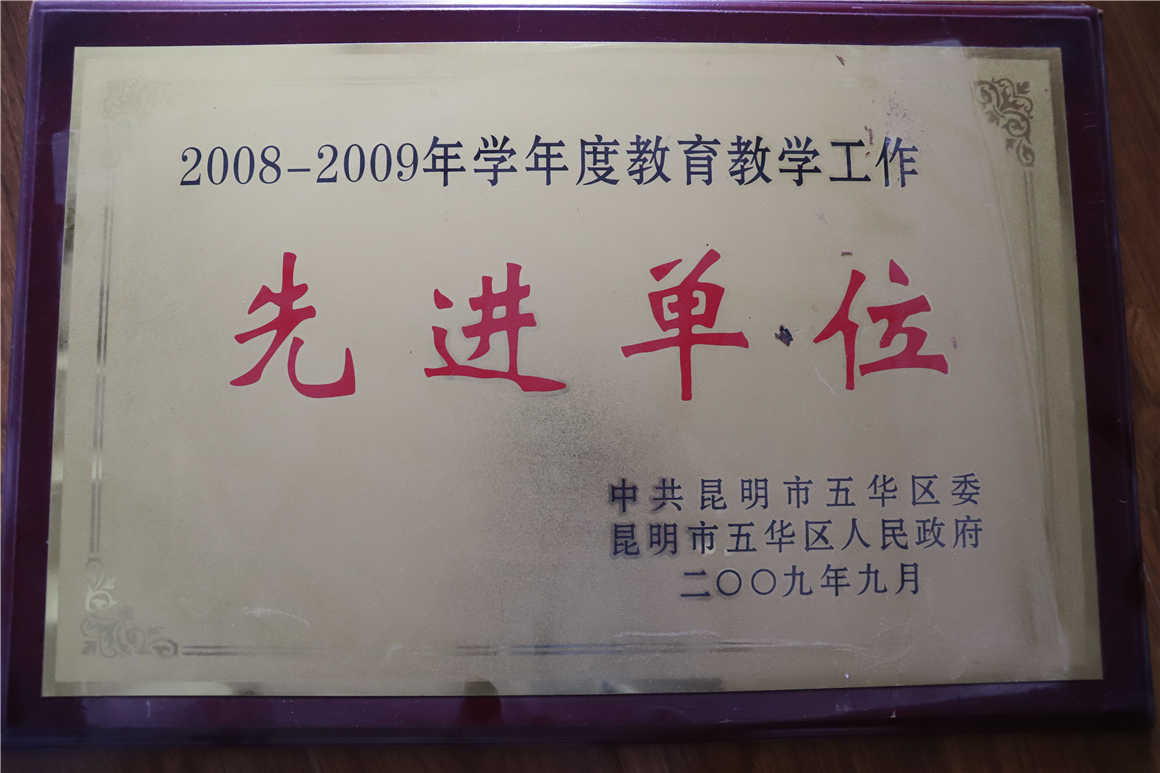 2008-2009年学年度教育教学工作
先进单位
中共昆明市五华区委
昆明市五华区人民政府
二〇〇九年九月